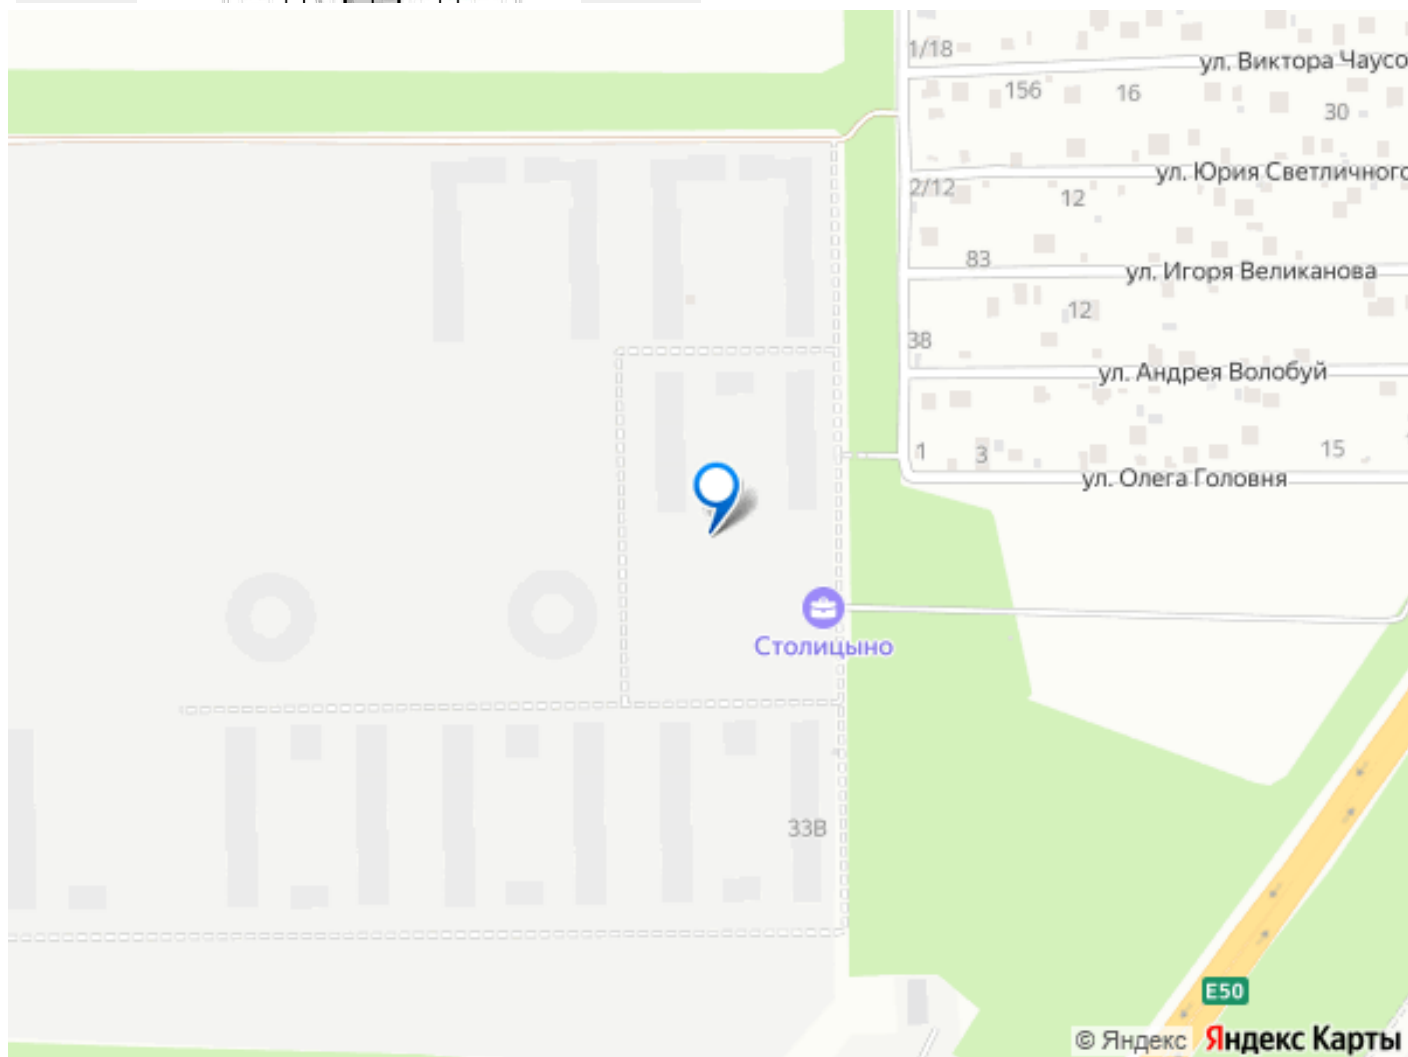 1/18
ул. Виктора Чаусо
156
16
30
ул. Юрия Светличного
2/12
12
83
ул. Игоря Великанова
12
38
ул. Андрея Волобуй
1
3
15
ул. Олега Головня
Столицыно
33В
E50
© Яндекс Яндекс Карты